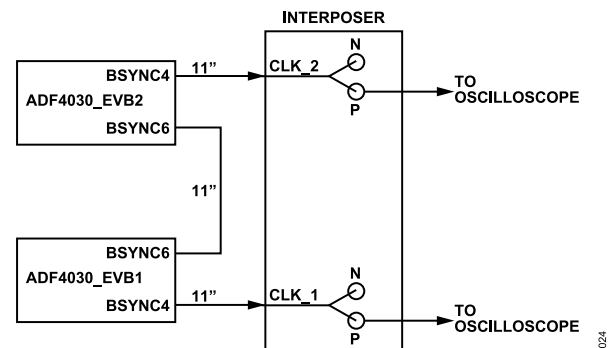 INTERPOSER
N
BSYNC4
11”
CLK_2
ADF4030_EVB2
P
TO
OSCILLOSCOPE
BSYNC6
11”
BSYNC6
ADF4030_EVB1
N
BSYNC4
11”
CLK_1
P
TO
OSCILLOSCOPE
024